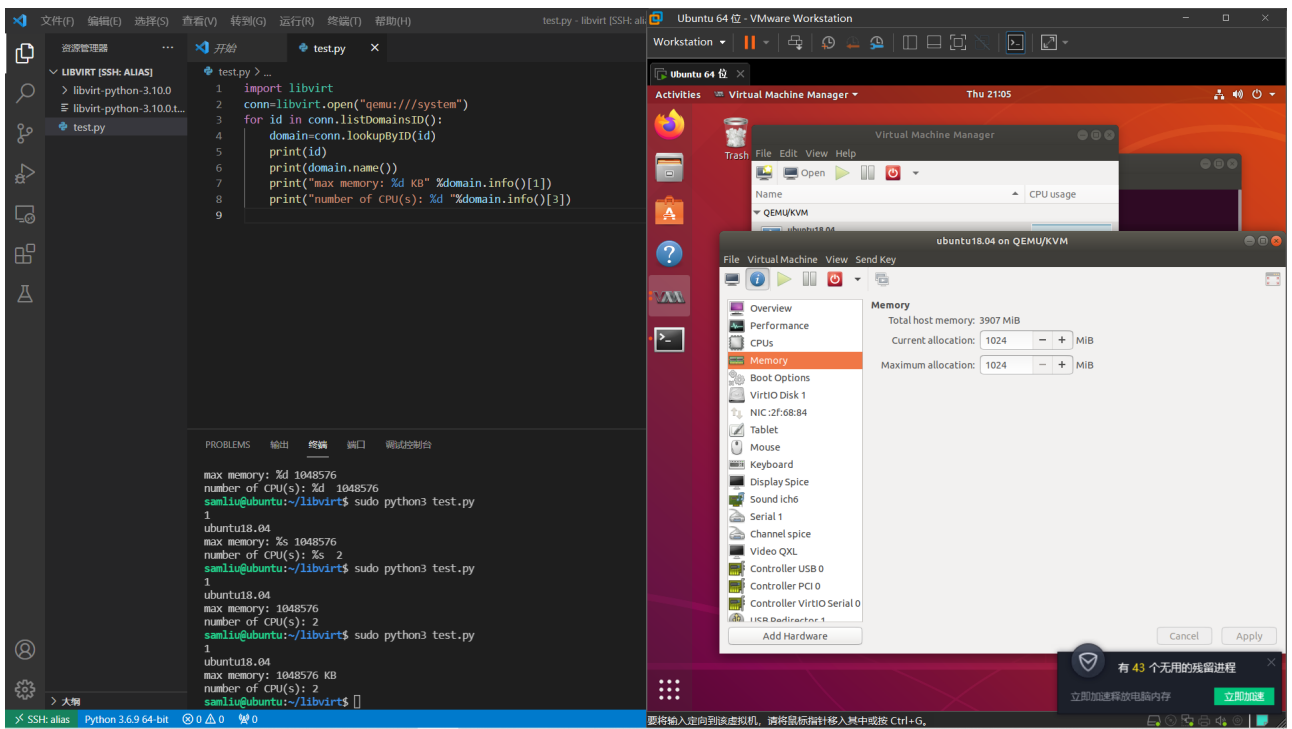 文件(F) 编辑(E) 选择(S) 查看(V) 转到(G) 运行(R) 终端(T) 帮助(H) test.py - libvirt [SSH: ali
资源管理器 ···
LIBVIRT [SSH: ALIAS]
libvirt-python-3.10.0
libvirt-python-3.10.0.t...
test.py
大纲
开始 test.py
test.py > ...
1 import libvirt
2 conn=libvirt.open("qemu:///system")
3 for id in conn.listDomainsID():
4 domain=conn.lookupByID(id)
5 print(id)
6 print(domain.name())
7 print("max memory: %d KB" %domain.info()[1])
8 print("number of CPU(s): %d "%domain.info()[3])
9
PROBLEMS 输出 终端 端口 调试控制台
max memory: %d 1048576
number of CPU(s): %d  1048576
samliu@ubuntu:~/libvirt$ sudo python3 test.py
1
ubuntu18.04
max memory: %s 1048576
number of CPU(s): %s  2
samliu@ubuntu:~/libvirt$ sudo python3 test.py
1
ubuntu18.04
max memory: 1048576
number of CPU(s): 2
samliu@ubuntu:~/libvirt$ sudo python3 test.py
1
ubuntu18.04
max memory: 1048576 KB
number of CPU(s): 2
samliu@ubuntu:~/libvirt$
SSH: alias Python 3.6.9 64-bit 0 0 0
Ubuntu 64 位 - VMware Workstation
Workstation
Ubuntu 64 位
Activities Virtual Machine Manager Thu 21:05
Trash
Virtual Machine Manager
File Edit View Help
Open
Name CPU usage
QEMU/KVM
ubuntu18.04
ubuntu18.04 on QEMU/KVM
File Virtual Machine View Send Key
Overview
Performance
CPUs
Memory
Boot Options
VirtIO Disk 1
NIC :2f:68:84
Tablet
Mouse
Keyboard
Display Spice
Sound ich6
Serial 1
Channel spice
Video QXL
Controller USB 0
Controller PCI 0
Controller VirtIO Serial 0
USB Redirector 1
Add Hardware
Memory
Total host memory: 3907 MiB
Current allocation: 1024 - + MiB
Maximum allocation: 1024 - + MiB
Cancel Apply
有 43 个无用的残留进程
立即加速释放电脑内存 立即加速
要将输入定向到该虚拟机，请将鼠标指针移入其中或按 Ctrl+G。